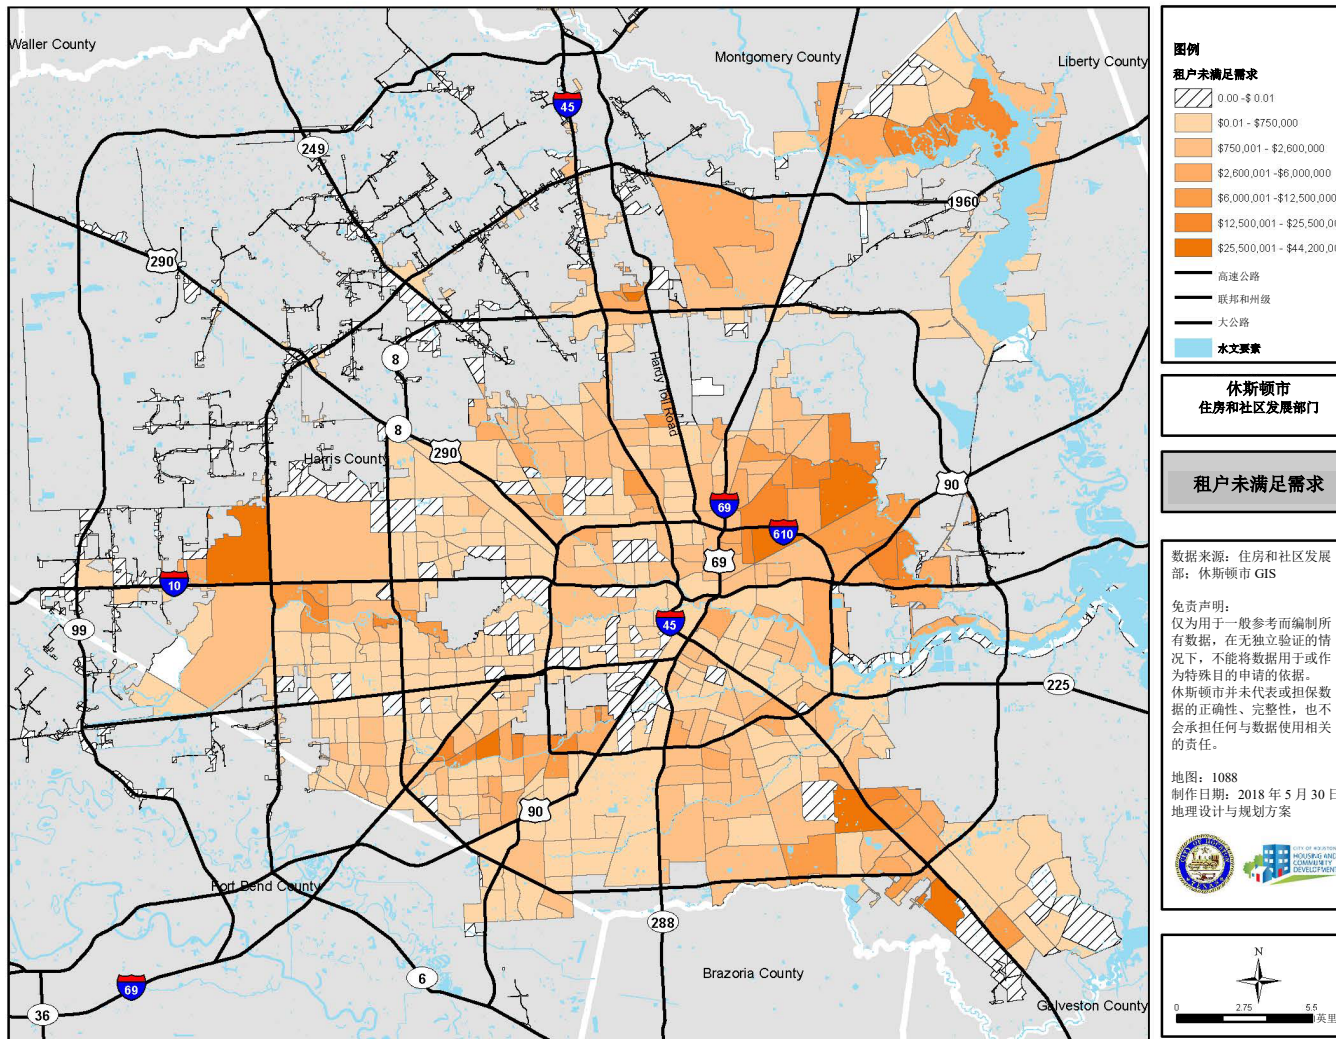 Waller County
Montgomery County
Liberty County
45
249
1960
290
8
Hardy Toll Road
8
290
Harris County
90
69
610
69
10
99
45
225
90
Fort Bend County
288
6
Brazoria County
69
36
Galveston County
图例
租户未满足需求
0.00 -$ 0.01
$0.01 - $750,000
$750,001 - $2,600,000
$2,600,001 -$6,000,000
$6,000,001 -$12,500,000
$12,500,001 - $25,500,00
$25,500,001 - $44,200,00
高速公路
联邦和州级
大公路
水文要素
休斯顿市
住房和社区发展部门
租户未满足需求
数据来源：住房和社区发展
部：休斯顿市 GIS
免责声明：
仅为用于一般参考而编制所
有数据，在无独立验证的情
况下，不能将数据用于或作
为特殊目的申请的依据。
休斯顿市并未代表或担保数
据的正确性、完整性，也不
会承担任何与数据使用相关
的责任。
地图：1088
制作日期：2018 年 5 月 30 日
地理设计与规划方案
CITY OF HOUSTON
HOUSING AND
COMMUNITY
DEVELOPMENT
N
0 2.75 5.5
英里